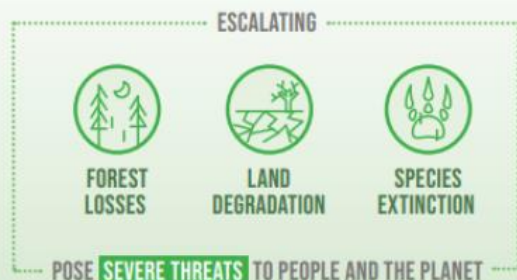 ESCALATING
FOREST
LOSSES
LAND
DEGRADATION
SPECIES
EXTINCTION
POSE SEVERE THREATS TO PEOPLE AND THE PLANET